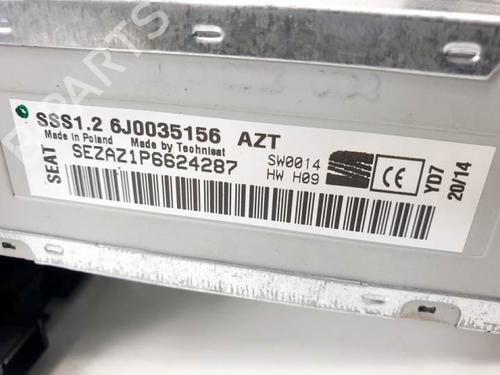 SSS1.2 6J0035156 AZT
Made in Poland Made by Technisat
SEZAZ1P6624287
SEAT
SW0014
HW H09
CE
YD7
20/14